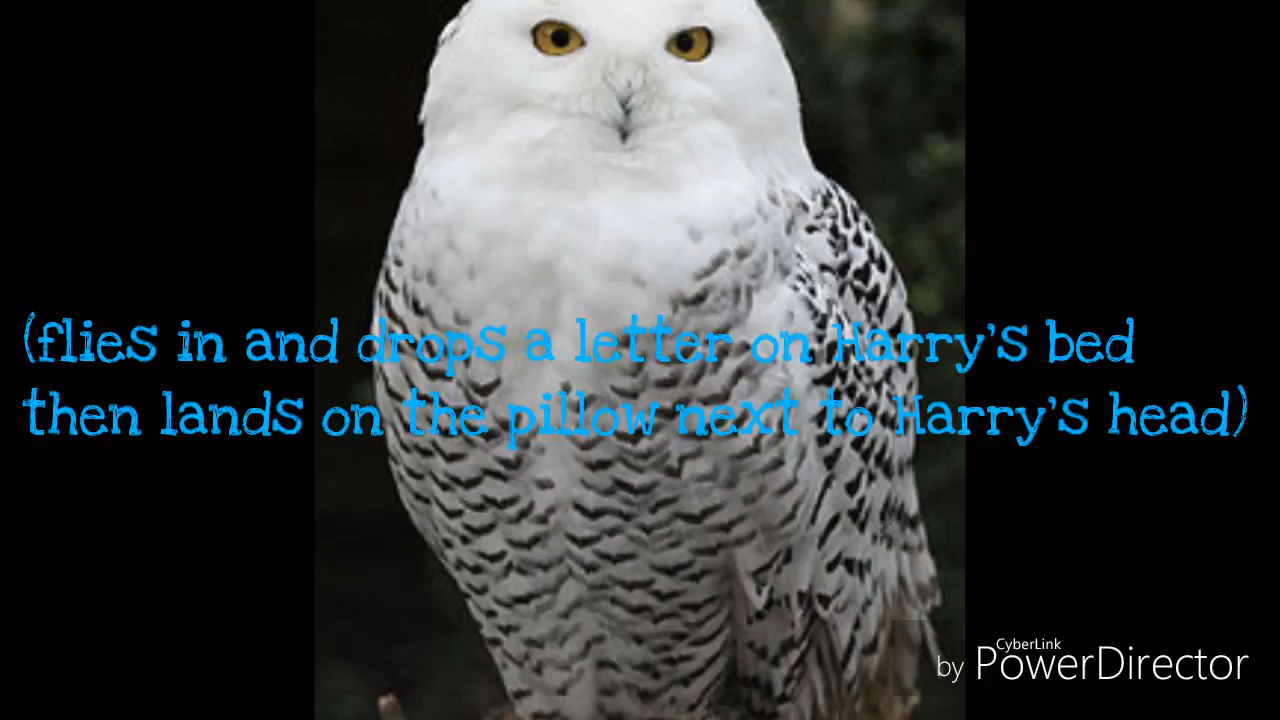 (flies in and drops a letter on Harry's bed
then lands on the pillow next to Harry's head)
CyberLink
by PowerDirector